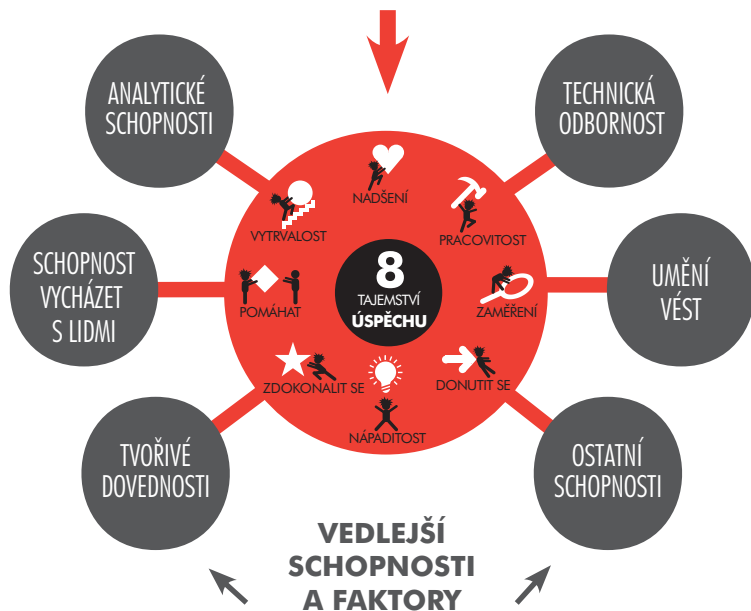 ANALYTICKÉ
SCHOPNOSTI
TECHNICKÁ
ODBORNOST
NADŠENÍ
VYTRVALOST
PRACOVITOST
SCHOPNOST
VYCHÁZET
S LIDMI
8
TAJEMSTVÍ
ÚSPĚCHU
POMÁHAT
ZAMĚŘENÍ
UMĚNÍ
VÉST
ZDOKONALIT SE
DONUTIT SE
NÁPADITOST
TVOŘIVÉ
DOVEDNOSTI
OSTATNÍ
SCHOPNOSTI
VEDLEJŠÍ
SCHOPNOSTI
A FAKTORY